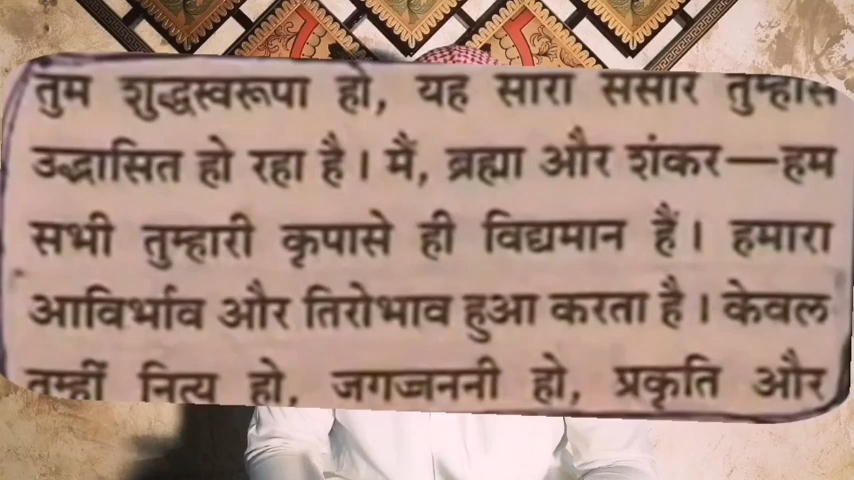 तुम शुद्धस्वरूपा हो, यह सारा संसार तुम्हींसे
उद्भासित हो रहा है । मैं, ब्रह्मा और शंकर—हम
सभी तुम्हारी कृपासे ही विद्यमान हैं । हमारा
आविर्भाव और तिरोभाव हुआ करता है । केवल
तुम्हीं नित्य हो, जगज्जननी हो, प्रकृति और